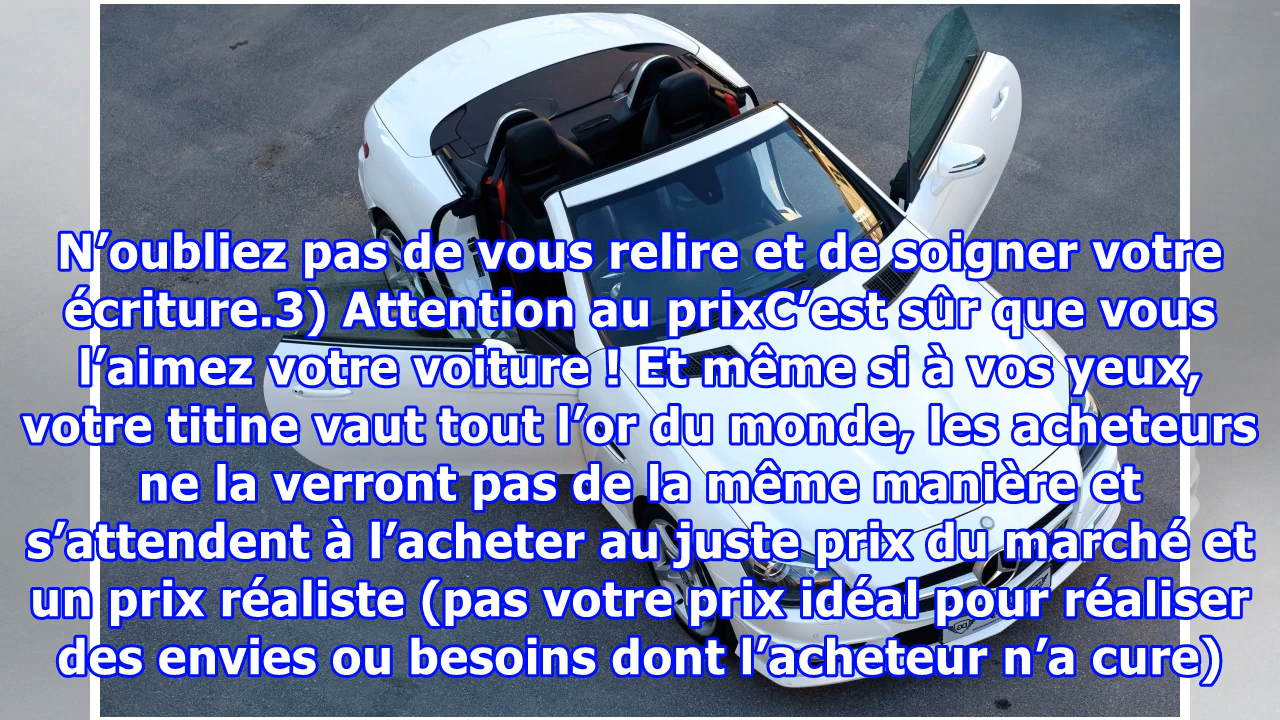 N’oubliez pas de vous relire et de soigner votre
écriture.3) Attention au prixC’est sûr que vous
l’aimez votre voiture ! Et même si à vos yeux,
votre titine vaut tout l’or du monde, les acheteurs
ne la verront pas de la même manière et
s’attendent à l’acheter au juste prix du marché et
un prix réaliste (pas votre prix idéal pour réaliser
des envies ou besoins dont l’acheteur n’a cure)